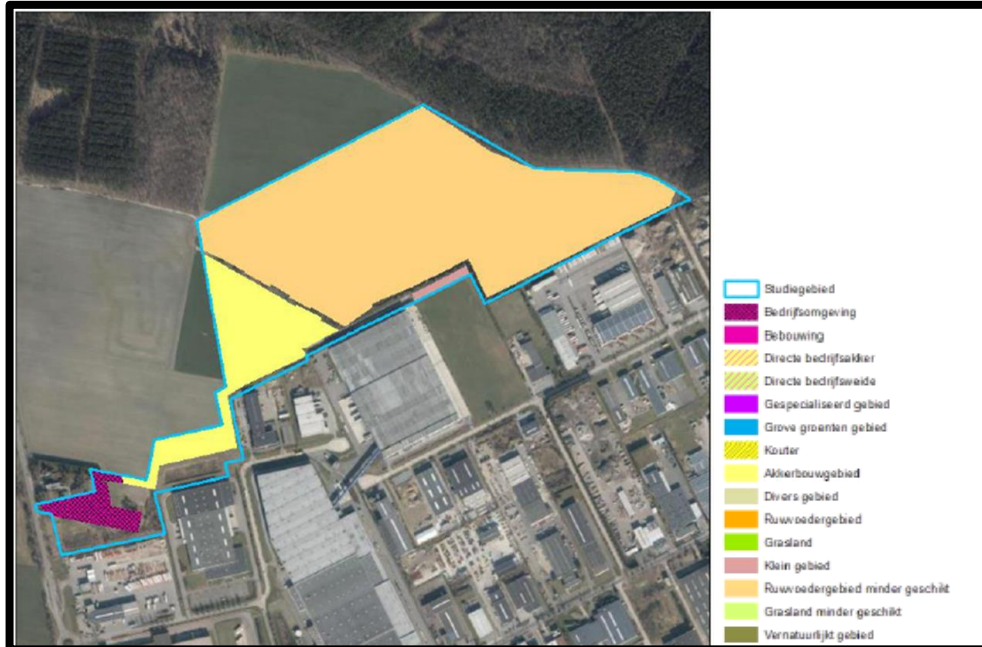 Studiegebied
Bedrijfsomgeving
Bebouwing
Directe bedrijfsakker
Directe bedrijfsweide
Gespecialiseerd gebied
Grove groenten gebied
Kouter
Akkerbouwgebied
Divers gebied
Ruwvoedergebied
Grasland
Klein gebied
Ruwvoedergebied minder geschikt
Grasland minder geschikt
Vernatuurlijkt gebied